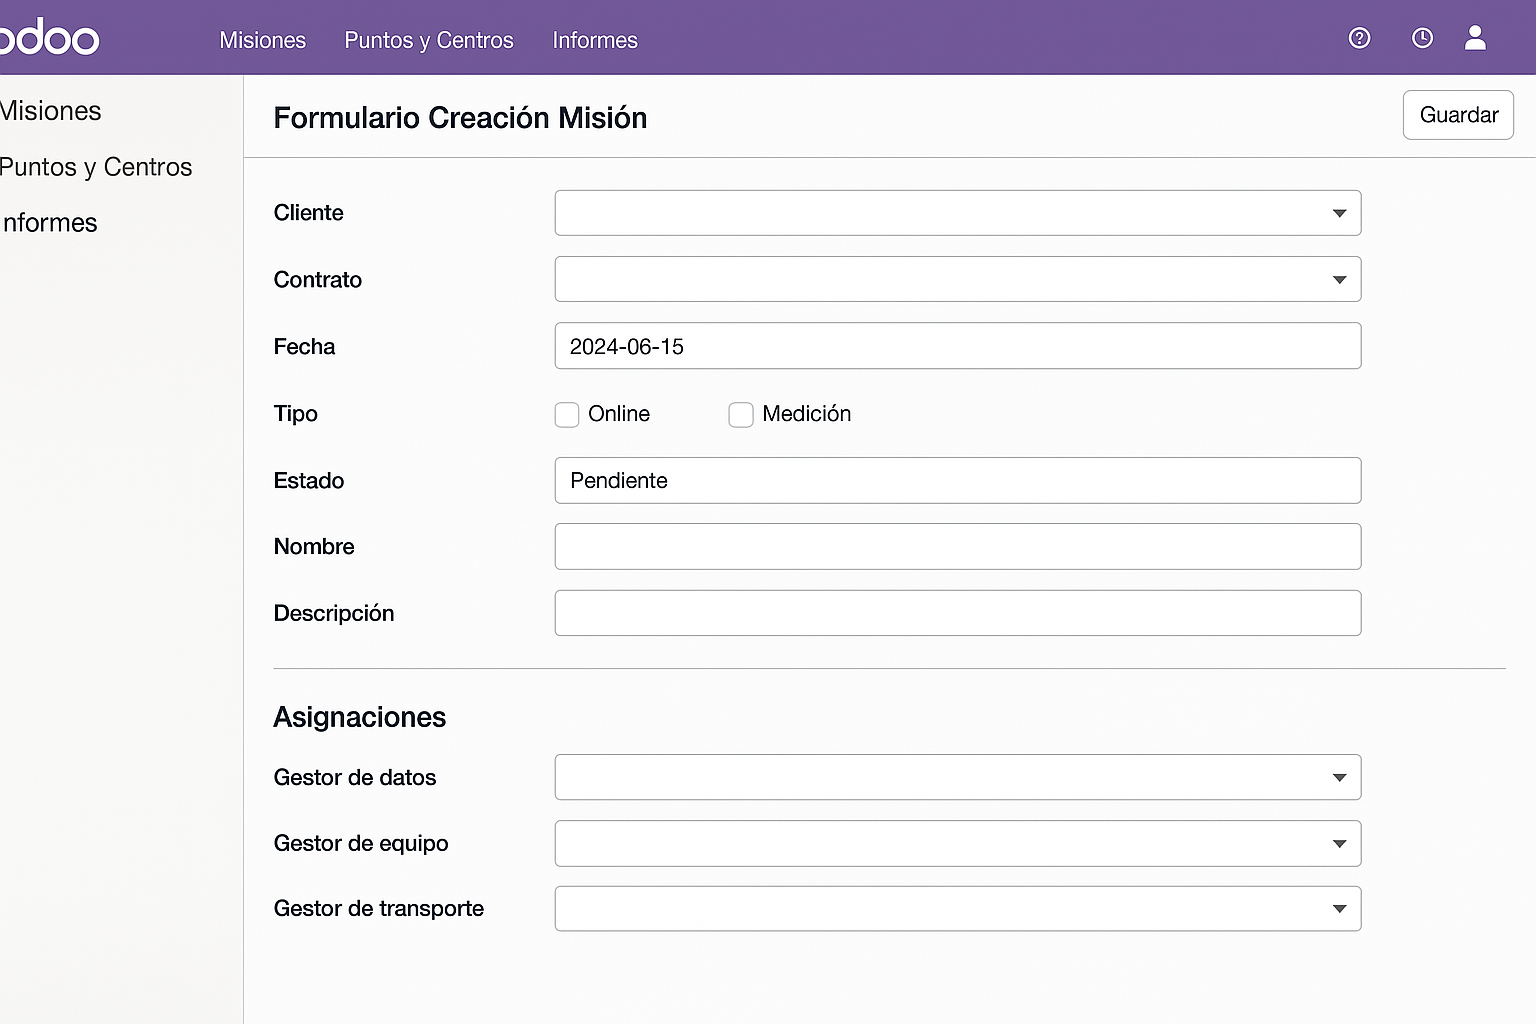 odoo
Misiones Puntos y Centros Informes
Misiones
Puntos y Centros
nformes
Formulario Creación Misión
Guardar
Cliente
Contrato
Fecha 2024-06-15
Tipo Online Medición
Estado Pendiente
Nombre
Descripción
Asignaciones
Gestor de datos
Gestor de equipo
Gestor de transporte